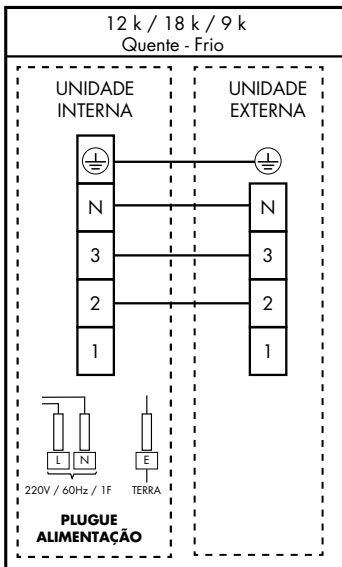 12 k / 18 k / 9 k
Quente - Frio
UNIDADE
INTERNA
UNIDADE
EXTERNA
N
N
3
3
2
2
1
1
L
N
E
220V / 60Hz / 1F
TERRA
PLUGUE
ALIMENTAÇÃO